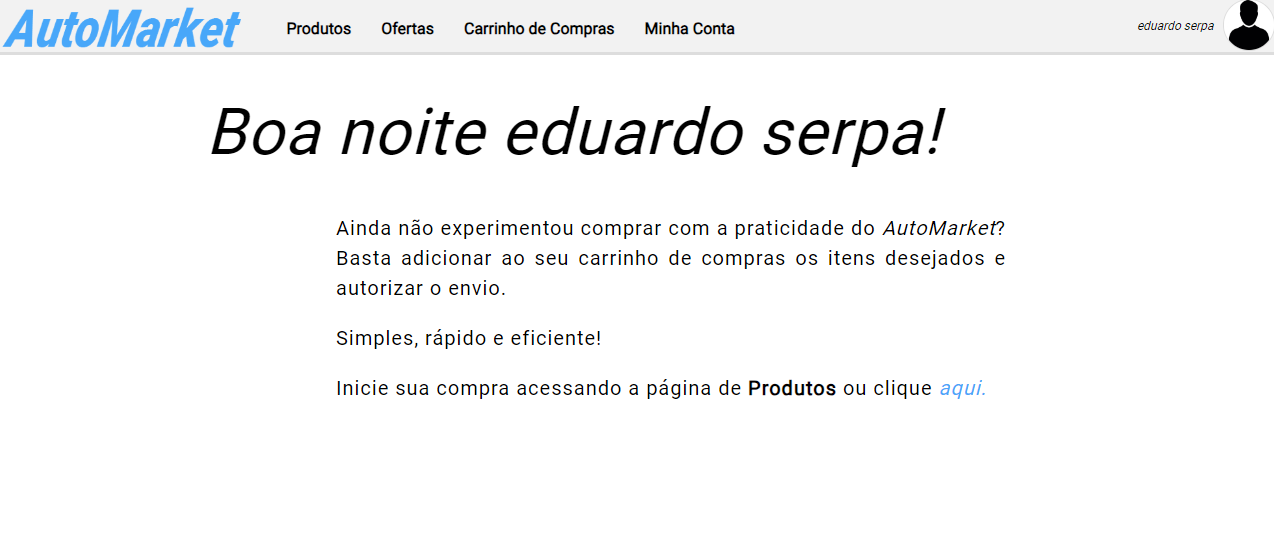 AutoMarket Produtos Ofertas Carrinho de Compras Minha Conta eduardo serpa
Boa noite eduardo serpa!
Ainda não experimentou comprar com a praticidade do AutoMarket?
Basta adicionar ao seu carrinho de compras os itens desejados e
autorizar o envio.
Simples, rápido e eficiente!
Inicie sua compra acessando a página de Produtos ou clique aqui.